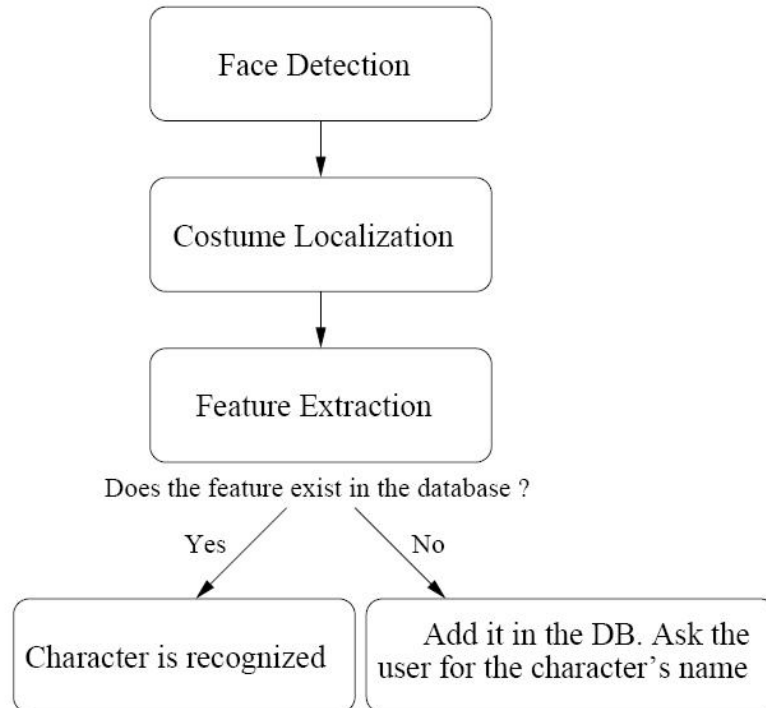 Face Detection
Costume Localization
Feature Extraction
Does the feature exist in the database ?
Yes
No
Character is recognized
Add it in the DB. Ask the
user for the character's name